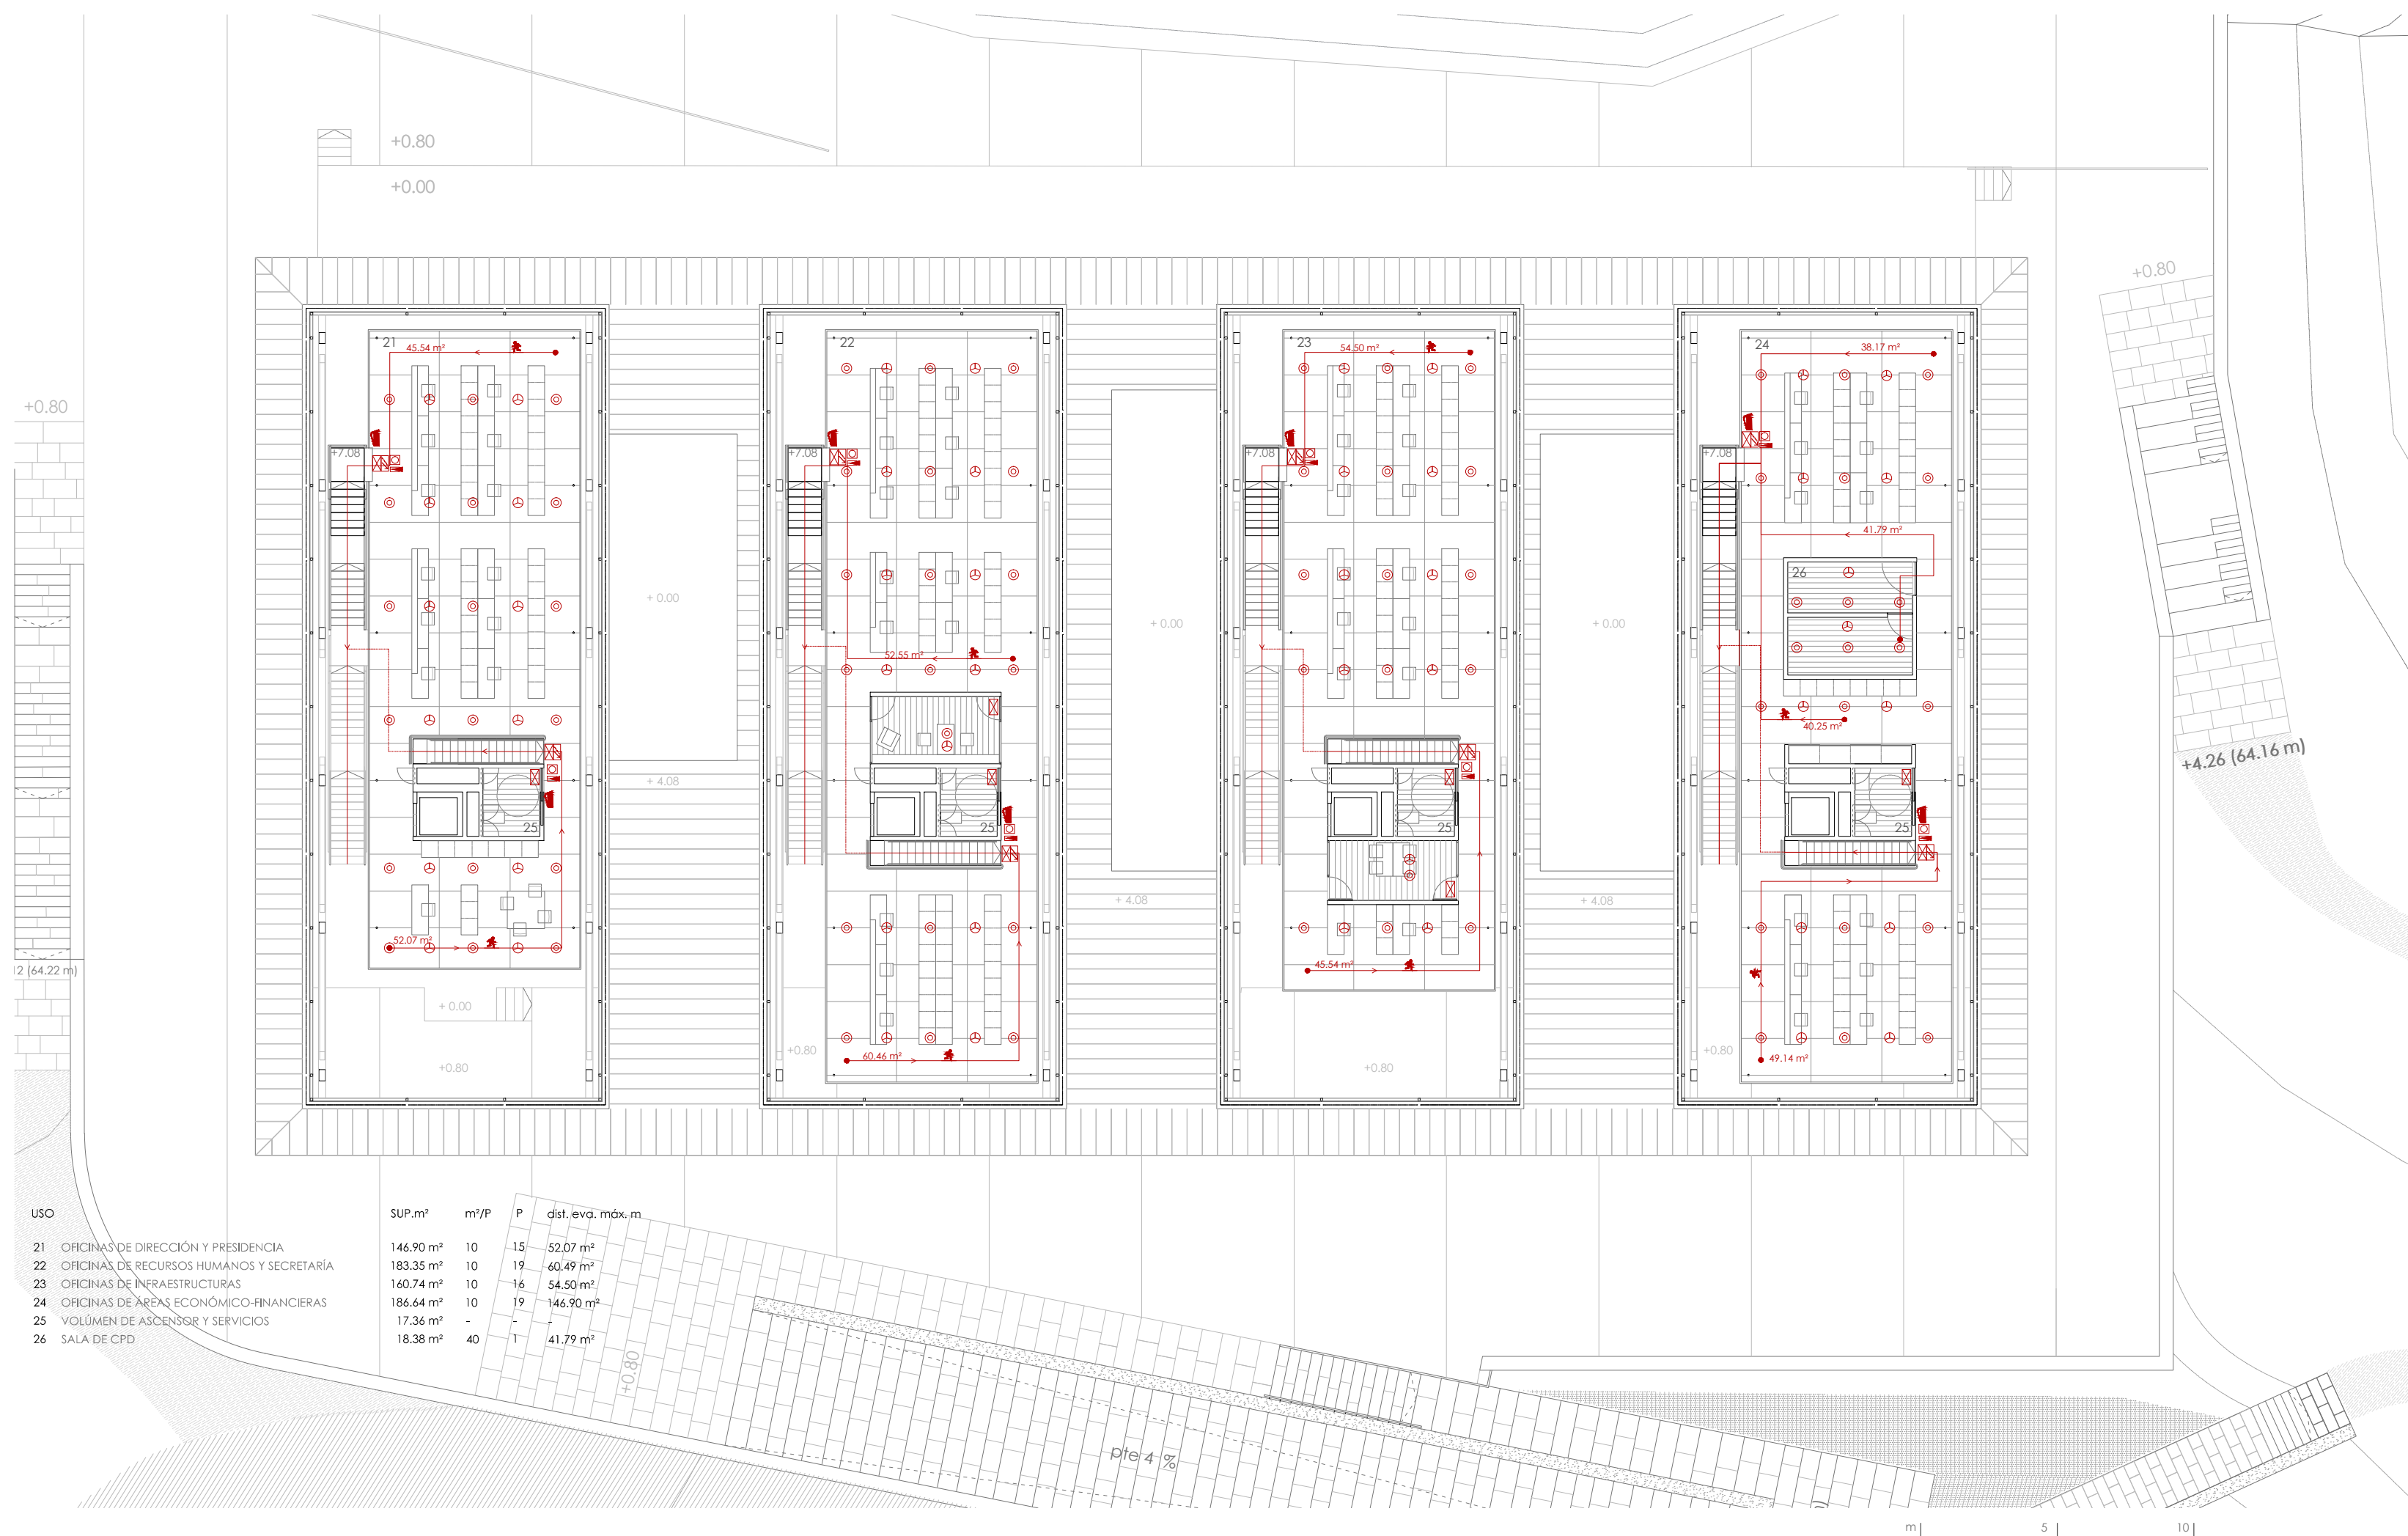 +0.80
+0.00
+0.80
+0.80
21
45.54 m²
22
23
54.50 m²
24
38.17 m²
+7.08
+7.08
+7.08
+7.08
41.79 m²
26
+ 0.00
+ 0.00
+ 0.00
52.55 m²
40.25 m²
+4.26 (64.16 m)
+ 4.08
25
25
25
25
+ 4.08
+ 4.08
52.07 m²
45.54 m²
12 (64.22 m)
+ 0.00
+0.80
+0.80
60.46 m²
+0.80
+0.80
49.14 m²
USO SUP.m² m²/P P dist. eva. máx. m
21 OFICINAS DE DIRECCIÓN Y PRESIDENCIA 146.90 m² 10 15 52.07 m²
22 OFICINAS DE RECURSOS HUMANOS Y SECRETARÍA 183.35 m² 10 19 60.49 m²
23 OFICINAS DE INFRAESTRUCTURAS 160.74 m² 10 16 54.50 m²
24 OFICINAS DE ÁREAS ECONÓMICO-FINANCIERAS 186.64 m² 10 19 146.90 m²
25 VOLÚMEN DE ASCENSOR Y SERVICIOS 17.36 m² - - -
26 SALA DE CPD 18.38 m² 40 1 41.79 m²
+0.80
pte 4 %
m 5 10